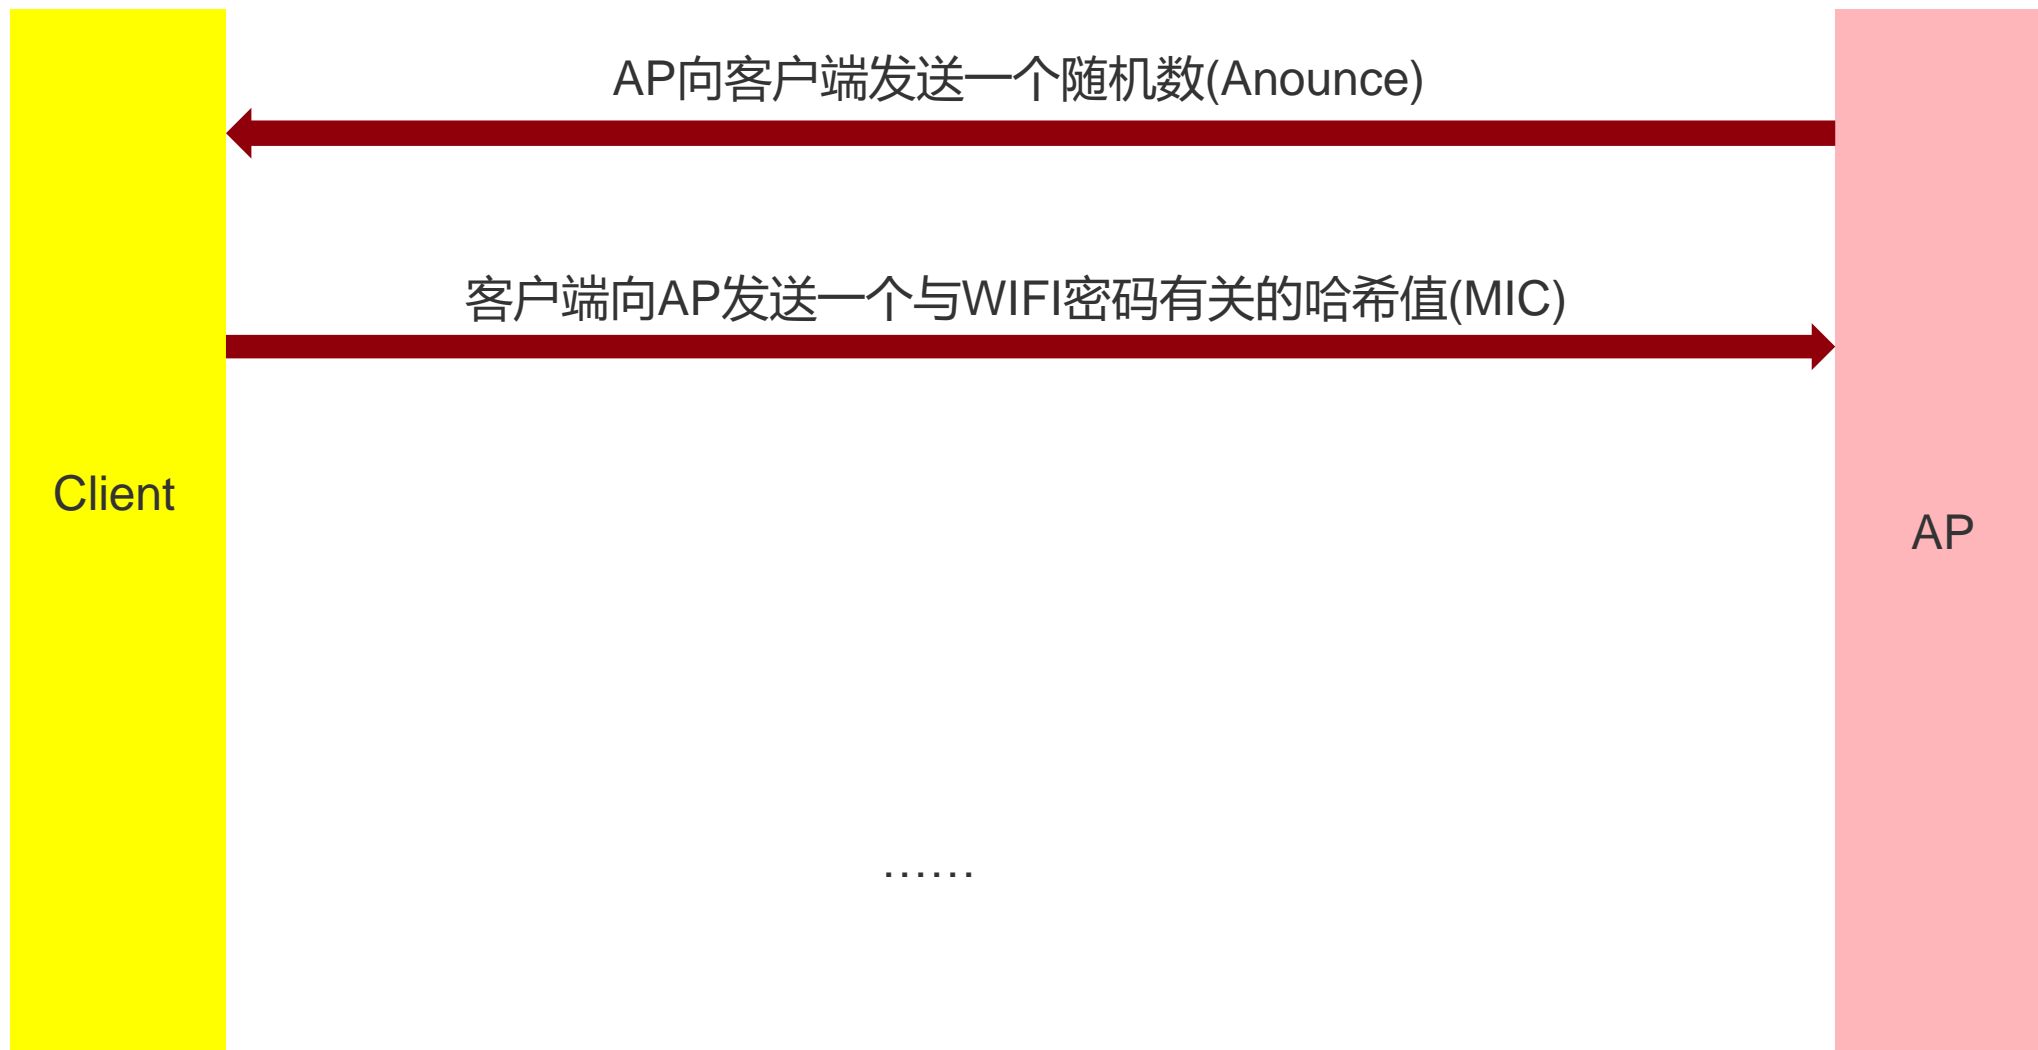 AP向客户端发送一个随机数(Anounce)
客户端向AP发送一个与WIFI密码有关的哈希值(MIC)
Client
AP
……